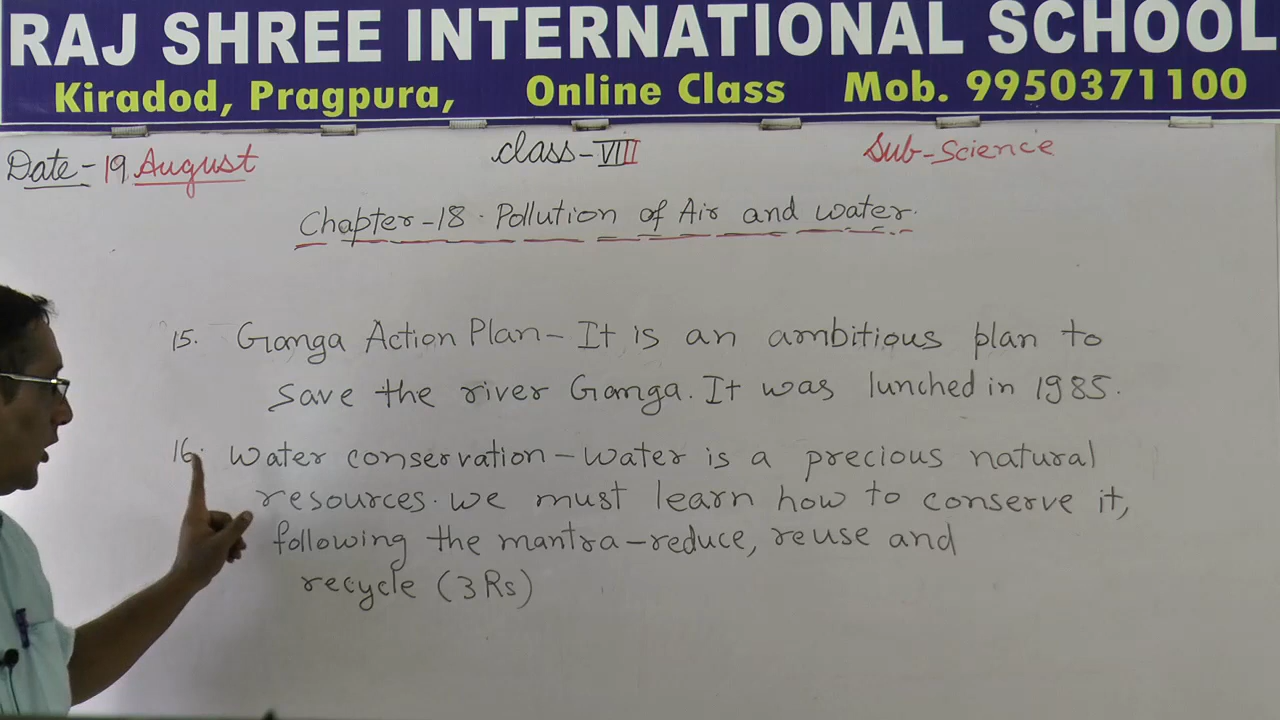 RAJ SHREE INTERNATIONAL SCHOOL
Kiradod, Pragpura, Online Class Mob. 9950371100
Date - 19 August class - VIII Sub - Science
Chapter - 18 . Pollution of Air and water.
15. Ganga Action Plan - It is an ambitious plan to
save the river Ganga. It was lunched in 1985.
16. Water conservation - water is a precious natural
resources. We must learn how to conserve it,
following the mantra - reduce, reuse and
recycle (3 Rs)